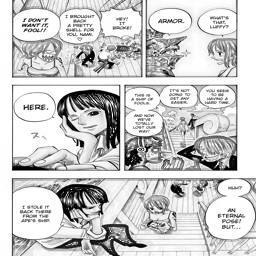 I DON'T
WANT IT,
FOOL!!
I BROUGHT
BACK A
PRETTY
SHELL FOR
YOU, NAMI
HEY!
IT
BROKE!
ARMOR.
WHAT'S
THAT,
LUFFY?
HERE.
THIS IS A
SHIP OF
FOOLS.
AND NOW
WE'VE
TOTALLY
LOST OUR
WAY!
IT'S NOT
GOING TO
GET ANY
EASIER.
YOU SEEM
TO BE
HAVING A
HARD TIME.
I STOLE IT
BACK THERE
FROM THE
APE'S SHIP.
HUH?
AN
ETERNAL
POSE!
BUT...